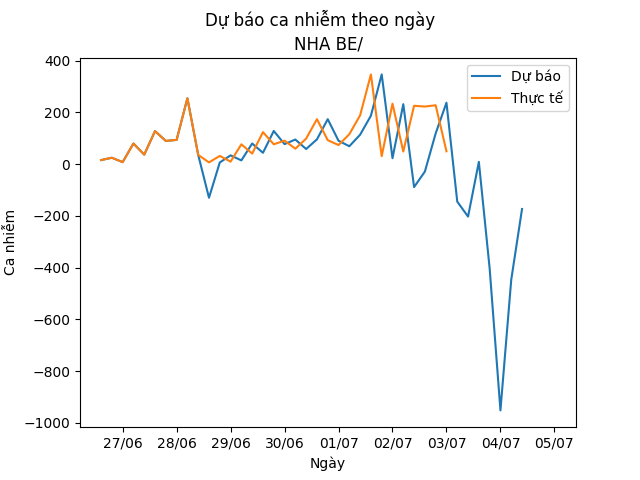 Dự báo ca nhiễm theo ngày
NHA BE/
Dự báo
Thực tế
400
200
0
−200
−400
−600
−800
−1000
Ca nhiễm
27/06 28/06 29/06 30/06 01/07 02/07 03/07 04/07 05/07
Ngày